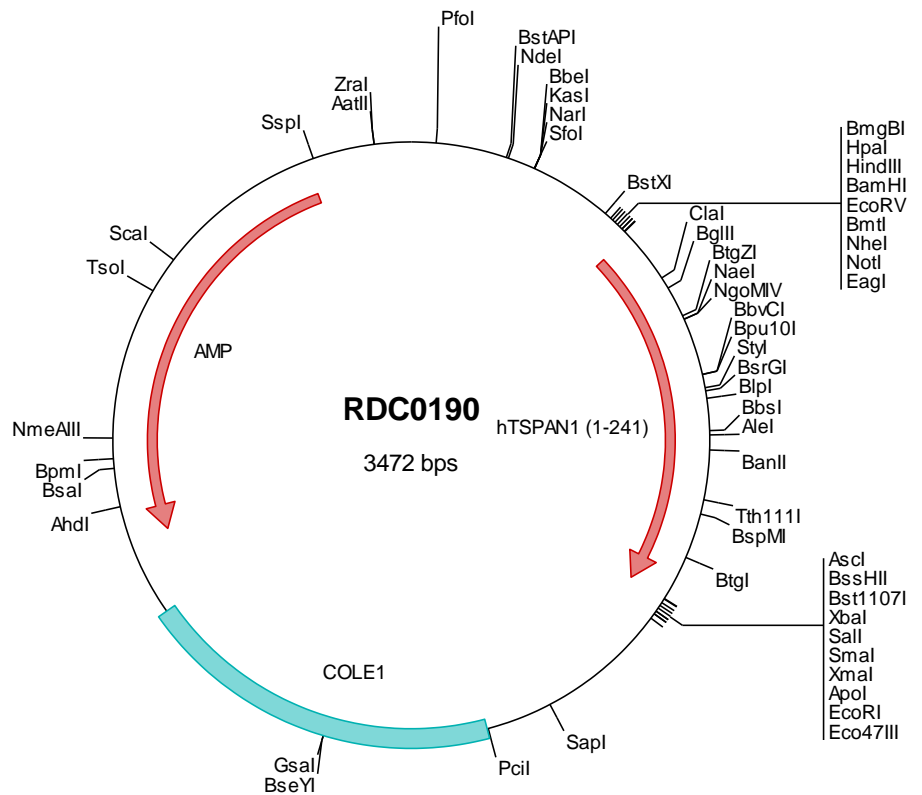 PfoI
BstAPI
NdeI
BbeI
KasI
NarI
SfoI
ZraI
AatII
SspI
BstXI
BmgBI
HpaI
HindIII
BamHI
EcoRV
BmtI
NheI
NotI
EagI
ClaI
BglII
BtgZI
NaeI
NgoMIV
BbvCI
Bpu10I
StyI
BsrGI
BlpI
BbsI
AleI
BanII
ScaI
TsoI
AMP
RDC0190
3472 bps
hTSPAN1 (1-241)
NmeAIII
BpmI
BsaI
AhdI
Tth111I
BspMI
BtgI
AscI
BssHII
Bst1107I
XbaI
SalI
SmaI
XmaI
ApoI
EcoRI
Eco47III
COLE1
SapI
PciI
GsaI
BseYI